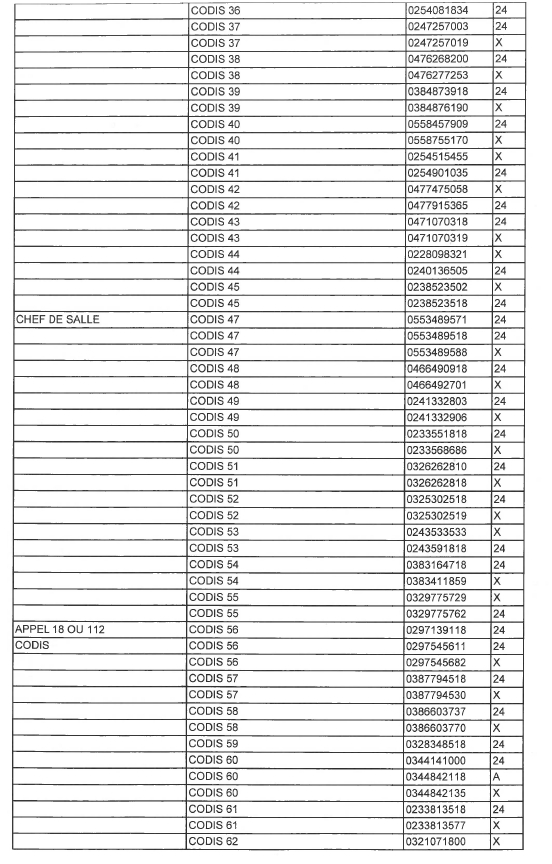 CODIS 36 0254081834 24
CODIS 37 0247257003 24
CODIS 37 0247257019 X
CODIS 38 0476268200 24
CODIS 38 0476277253 X
CODIS 39 0384873918 24
CODIS 39 0384876190 X
CODIS 40 0558457909 24
CODIS 40 0558755170 X
CODIS 41 0254515455 X
CODIS 41 0254901035 24
CODIS 42 0477475058 X
CODIS 42 0477915365 24
CODIS 43 0471070318 24
CODIS 43 0471070319 X
CODIS 44 0228098321 X
CODIS 44 0240136505 24
CODIS 45 0238523502 X
CODIS 45 0238523518 24
CHEF DE SALLE CODIS 47 0553489571 24
CODIS 47 0553489518 24
CODIS 47 0553489588 X
CODIS 48 0466490918 24
CODIS 48 0466492701 X
CODIS 49 0241332803 24
CODIS 49 0241332906 X
CODIS 50 0233551818 24
CODIS 50 0233568686 X
CODIS 51 0326262810 24
CODIS 51 0326262818 X
CODIS 52 0325302518 24
CODIS 52 0325302519 X
CODIS 53 0243533533 X
CODIS 53 0243591818 24
CODIS 54 0383164718 24
CODIS 54 0383411859 X
CODIS 55 0329775729 X
CODIS 55 0329775762 24
APPEL 18 OU 112 CODIS 56 0297139118 24
CODIS CODIS 56 0297545611 24
CODIS 56 0297545682 X
CODIS 57 0387794518 24
CODIS 57 0387794530 X
CODIS 58 0386603737 24
CODIS 58 0386603770 X
CODIS 59 0328348518 24
CODIS 60 0344141000 24
CODIS 60 0344842118 A
CODIS 60 0344842135 X
CODIS 61 0233813518 24
CODIS 61 0233813577 X
CODIS 62 0321071800 X